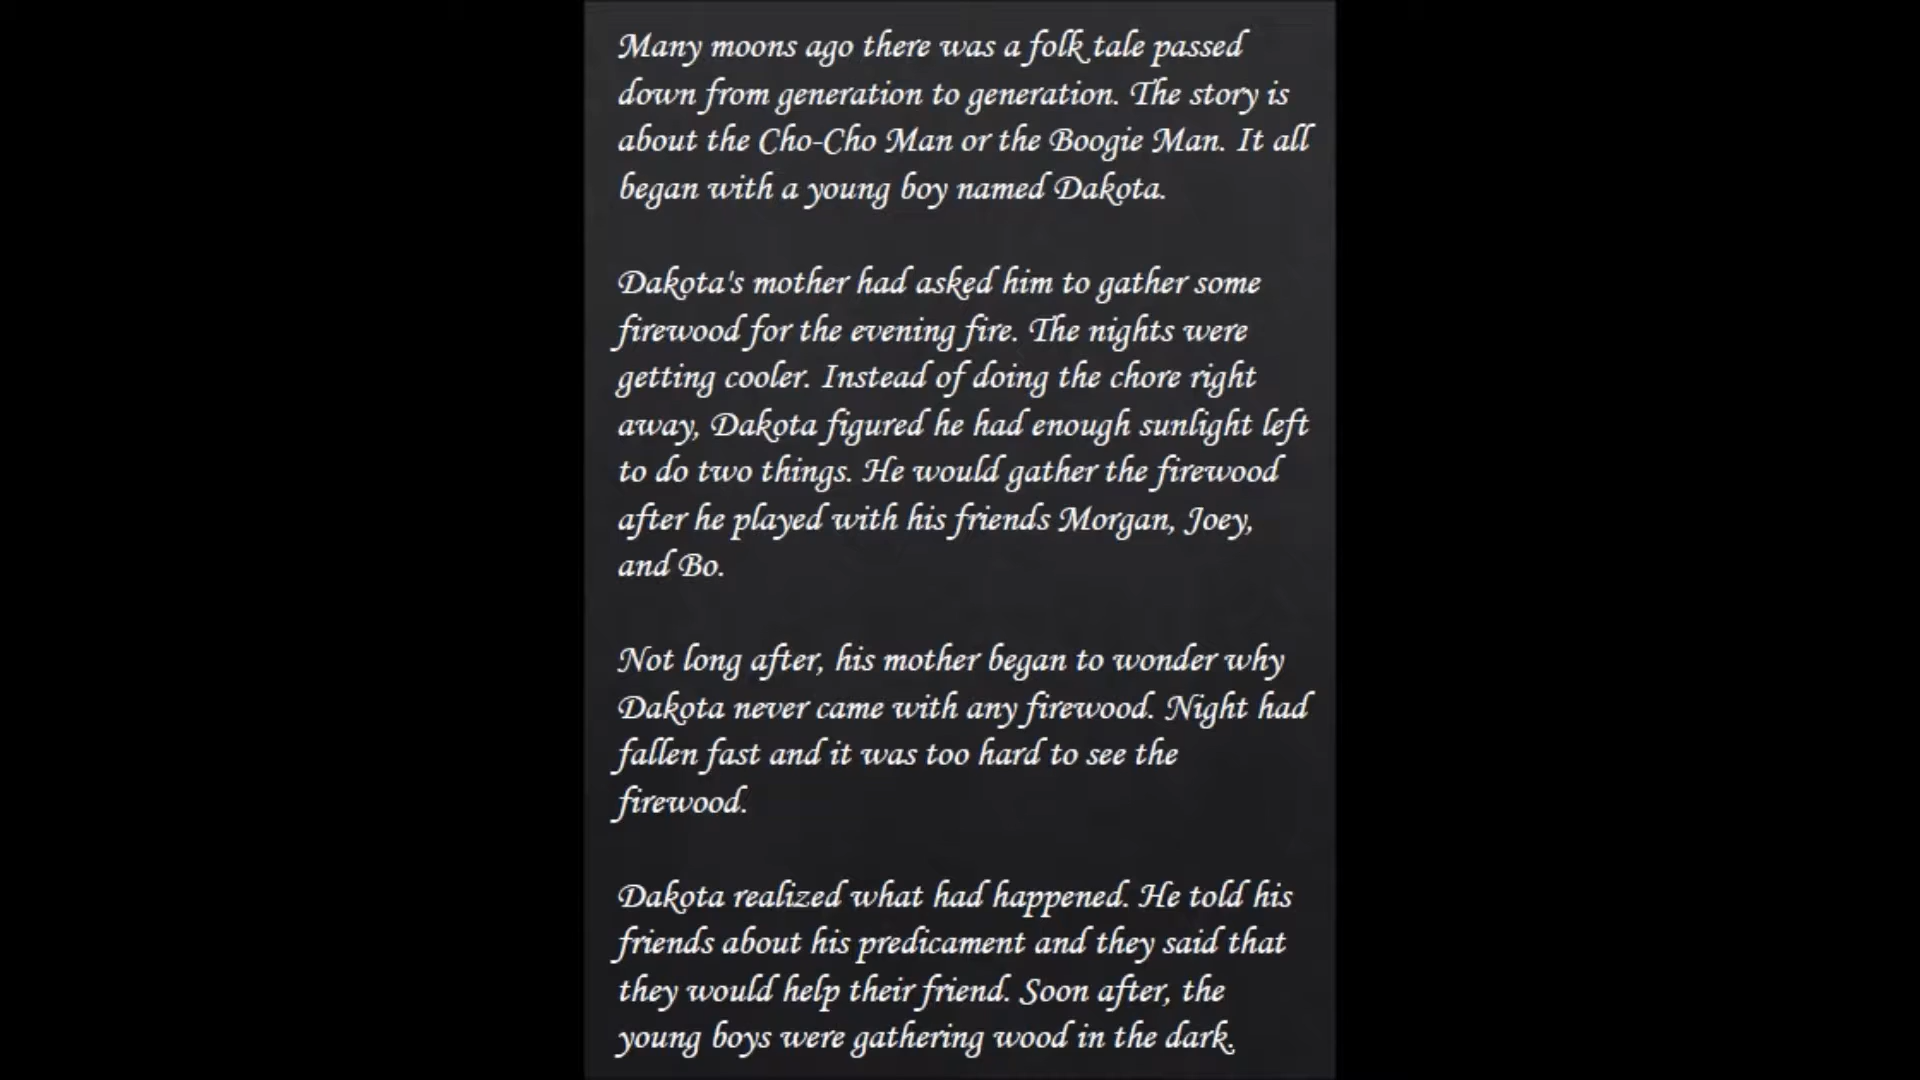 Many moons ago there was a folk tale passed
down from generation to generation. The story is
about the Cho-Cho Man or the Boogie Man. It all
began with a young boy named Dakota.
Dakota's mother had asked him to gather some
firewood for the evening fire. The nights were
getting cooler. Instead of doing the chore right
away, Dakota figured he had enough sunlight left
to do two things. He would gather the firewood
after he played with his friends Morgan, Joey,
and Bo.
Not long after, his mother began to wonder why
Dakota never came with any firewood. Night had
fallen fast and it was too hard to see the
firewood.
Dakota realized what had happened. He told his
friends about his predicament and they said that
they would help their friend. Soon after, the
young boys were gathering wood in the dark.